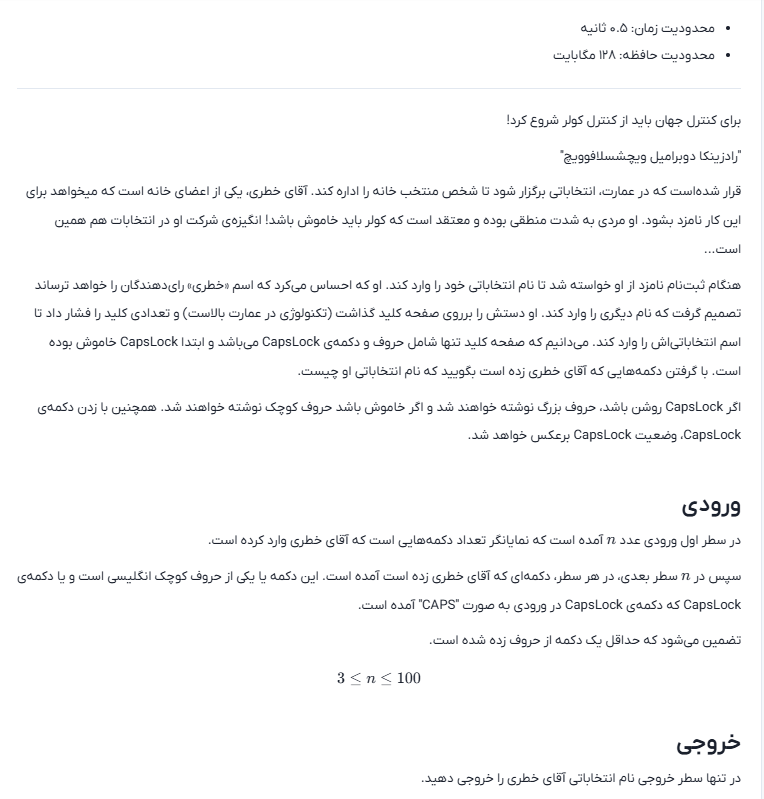 محدودیت زمان: ۰.۵ ثانیه
محدودیت حافظه: ۱۲۸ مگابایت
برای کنترل جهان باید از کنترل کولر شروع کرد!
"رادزینکا دوبرامیل ویچشسلافوویچ"
قرار شده‌است که در عمارت، انتخاباتی برگزار شود تا شخص منتخب خانه را اداره کند. آقای خطری، یکی از اعضای خانه است که میخواهد برای
این کار نامزد بشود. او مردی به شدت منطقی بوده و معتقد است که کولر باید خاموش باشد! انگیزه‌ی شرکت او در انتخابات هم همین
است...
هنگام ثبت‌نام نامزد از او خواسته شد تا نام انتخاباتی خود را وارد کند. او که احساس می‌کرد که اسم «خطری» رای‌دهندگان را خواهد ترساند
تصمیم گرفت که نام دیگری را وارد کند. او دستش را برروی صفحه کلید گذاشت (تکنولوژی در عمارت بالاست) و تعدادی کلید را فشار داد تا
اسم انتخاباتی‌اش را وارد کند. می‌دانیم که صفحه کلید تنها شامل حروف و دکمه‌ی CapsLock می‌باشد و ابتدا CapsLock خاموش بوده
است. با گرفتن دکمه‌هایی که آقای خطری زده است بگویید که نام انتخاباتی او چیست.
اگر CapsLock روشن باشد، حروف بزرگ نوشته خواهند شد و اگر خاموش باشد حروف کوچک نوشته خواهند شد. همچنین با زدن دکمه‌ی
CapsLock، وضعیت CapsLock برعکس خواهد شد.
ورودی
در سطر اول ورودی عدد n آمده است که نمایانگر تعداد دکمه‌هایی است که آقای خطری وارد کرده است.
سپس در n سطر بعدی، در هر سطر، دکمه‌ای که آقای خطری زده است آمده است. این دکمه یا یکی از حروف کوچک انگلیسی است و یا دکمه‌ی
CapsLock که دکمه‌ی CapsLock در ورودی به صورت "CAPS" آمده است.
تضمین می‌شود که حداقل یک دکمه از حروف زده شده است.
3 ≤ n ≤ 100
خروجی
در تنها سطر خروجی نام انتخاباتی آقای خطری را خروجی دهید.